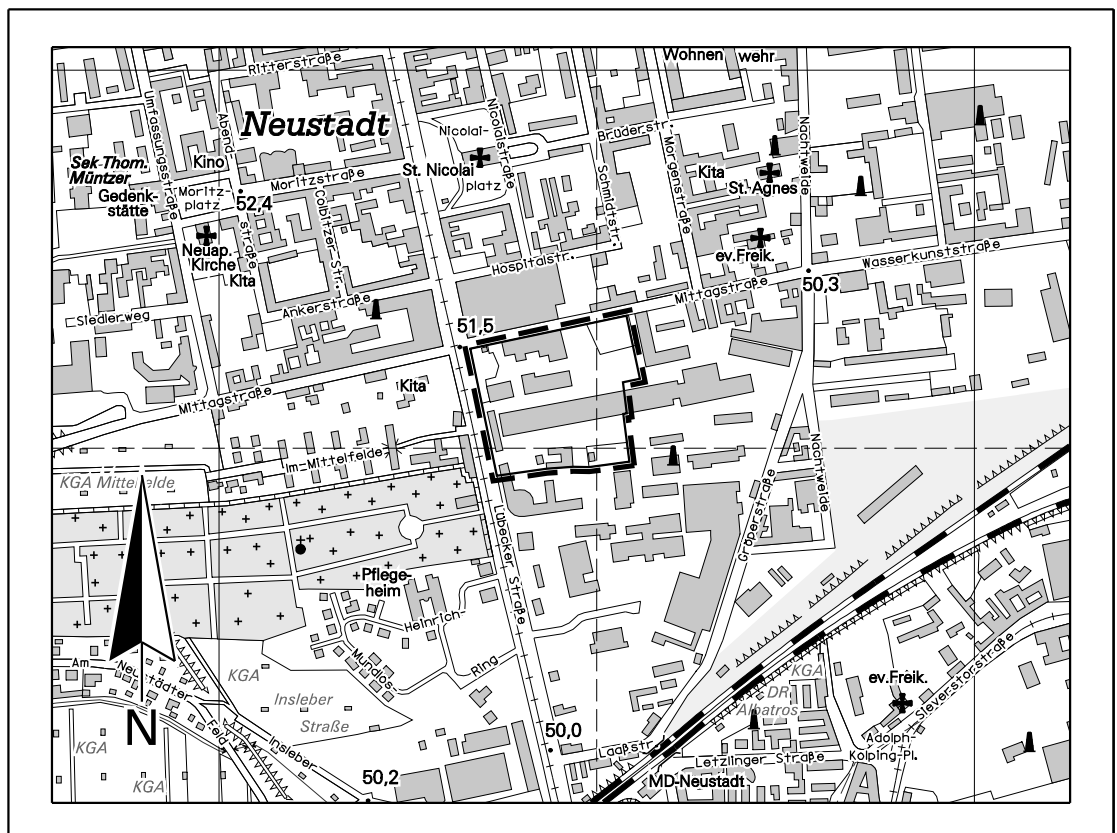 Wohnen
wehr
Ritterstraße
Umfassungsstraße
Abend-
straße
Neustadt
Nicolai-
platz
Nicolaistraße
Brüderstr.
Nachtweide
Sek Thom.
Müntzer
Kino
St. Nicolai
Schmidtstr.
Morgenstraße
Kita
St. Agnes
Gedenk-
stätte
Moritz-
platz
Moritzstraße
52,4
Colbitzer Str.
Neuap.
Kirche
Kita
Hospitalstr.
ev.Freik.
Wasserkunststraße
Mittagstraße
50,3
Ankerstraße
Siedlerweg
51,5
Mittagstraße
Kita
Im-Mittelfelde
Nachtweide
KGA Mittelfelde
Gröperstraße
Lübecker Straße
Pflege-
heim
Heinrich-
Mundlos-
Ring
Am
Neustädter
Feld
KGA
Insleber
Straße
Insleber
KGA
KGA
N
50,2
50,0
Laaßstr.
KGA
DR
Albatros
ev.Freik.
Sieverstorstraße
Adolph-
Kolping-Pl.
Letzlinger Straße
MD-Neustadt